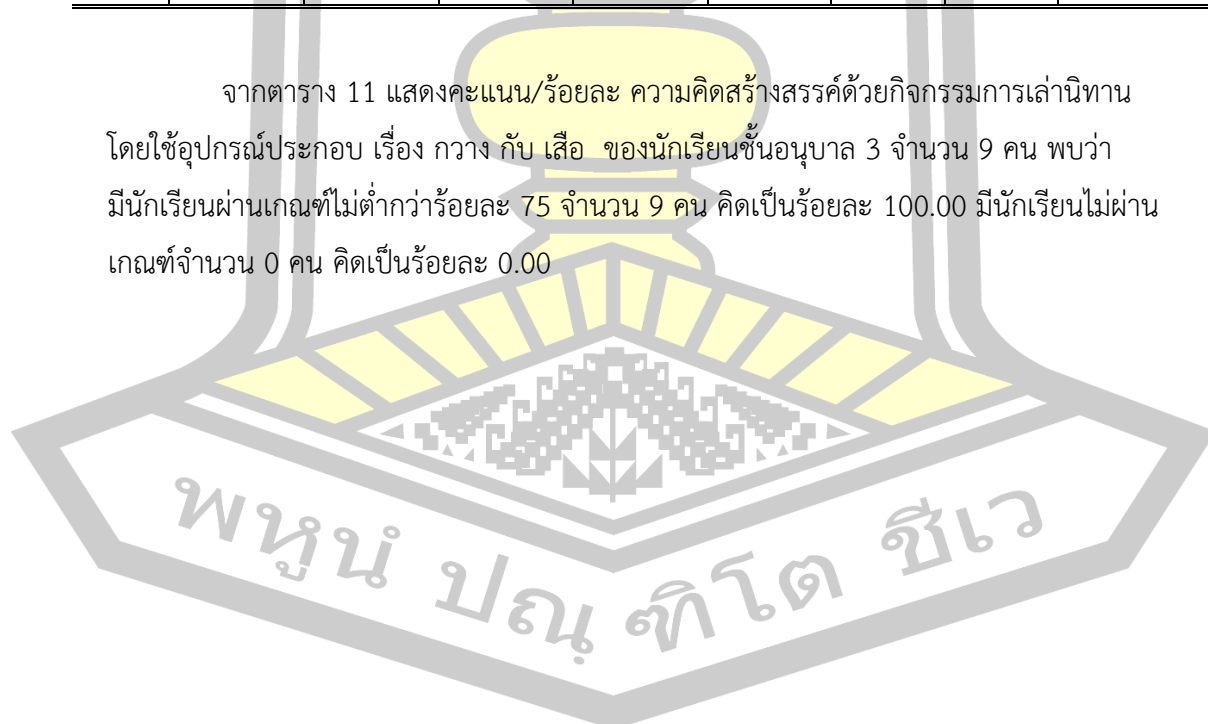 จากตาราง 11 แสดงคะแนน/ร้อยละ ความคิดสร้างสรรค์ด้วยกิจกรรมการเล่านิทาน
โดยใช้อุปกรณ์ประกอบ เรื่อง กวาง กับ เสือ ของนักเรียนชั้นอนุบาล 3 จำนวน 9 คน พบว่า
มีนักเรียนผ่านเกณฑ์ไม่ต่ำกว่าร้อยละ 75 จำนวน 9 คน คิดเป็นร้อยละ 100.00 มีนักเรียนไม่ผ่าน
เกณฑ์จำนวน 0 คน คิดเป็นร้อยละ 0.00
พหูนํ ปณฺฑิโต ชีเว